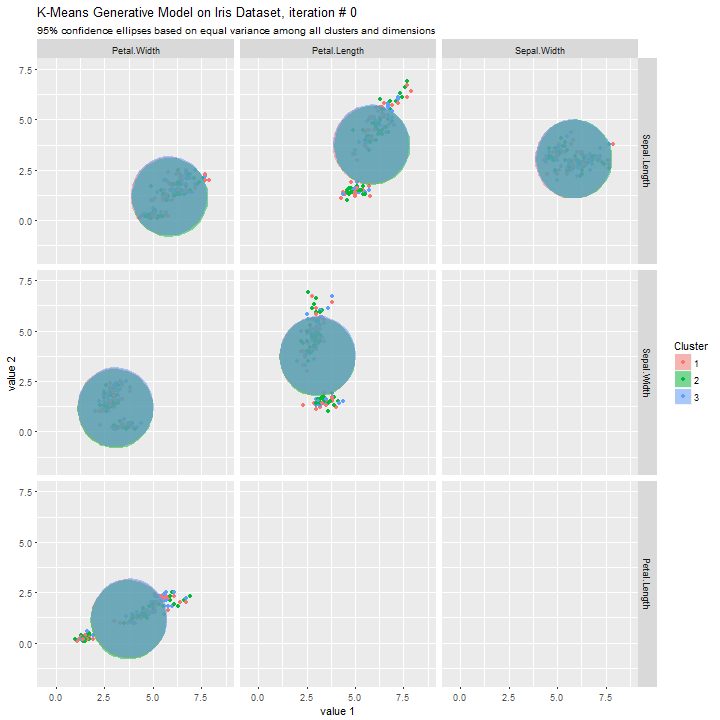 K-Means Generative Model on Iris Dataset, iteration # 0
95% confidence ellipses based on equal variance among all clusters and dimensions
Petal.Width
Petal.Length
Sepal.Width
7.5
5.0
2.5
0.0
Sepal.Length
7.5
5.0
2.5
0.0
Sepal.Width
7.5
5.0
2.5
0.0
Petal.Length
value 2
0.0 2.5 5.0 7.5 0.0 2.5 5.0 7.5 0.0 2.5 5.0 7.5
value 1
Cluster
1
2
3